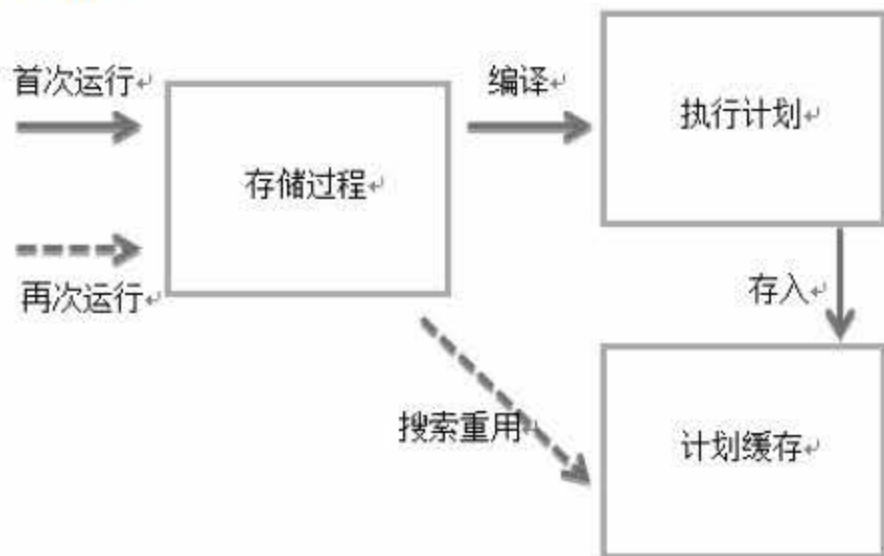 首次运行
编译
执行计划
存储过程
再次运行
存入
搜索重用
计划缓存